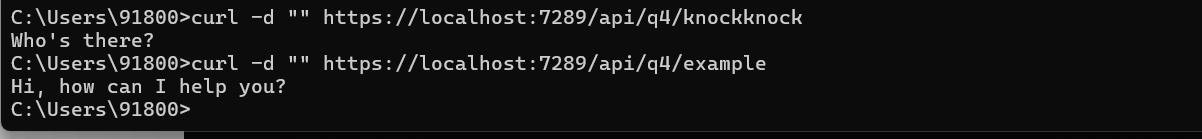 C:\Users\91800>curl -d "" https://localhost:7289/api/q4/knockknock
Who's there?
C:\Users\91800>curl -d "" https://localhost:7289/api/q4/example
Hi, how can I help you?
C:\Users\91800>